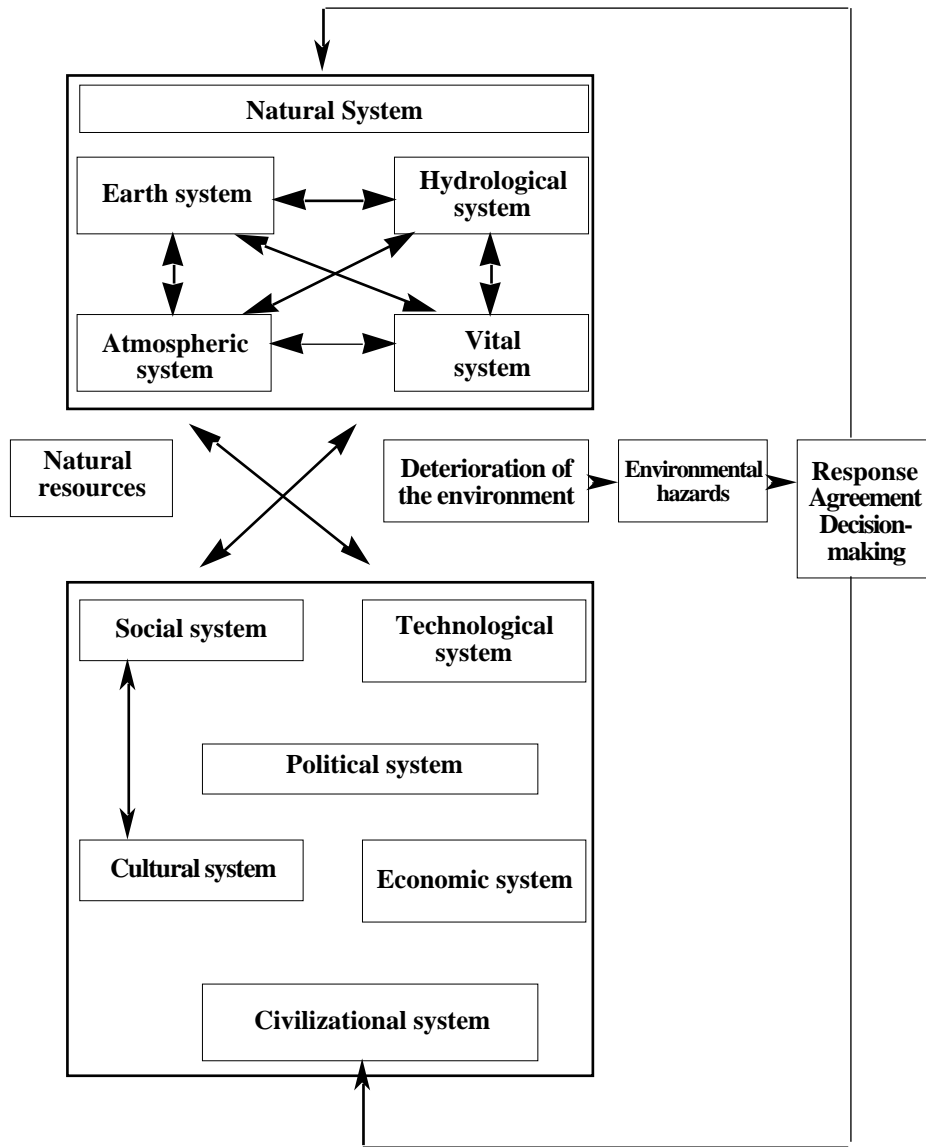 Natural System
Earth system
Hydrological
system
Atmospheric
system
Vital
system
Natural
resources
Deterioration of
the environment
Environmental
hazards
Response
Agreement
Decision-
making
Social system
Technological
system
Political system
Cultural system
Economic system
Civilizational system